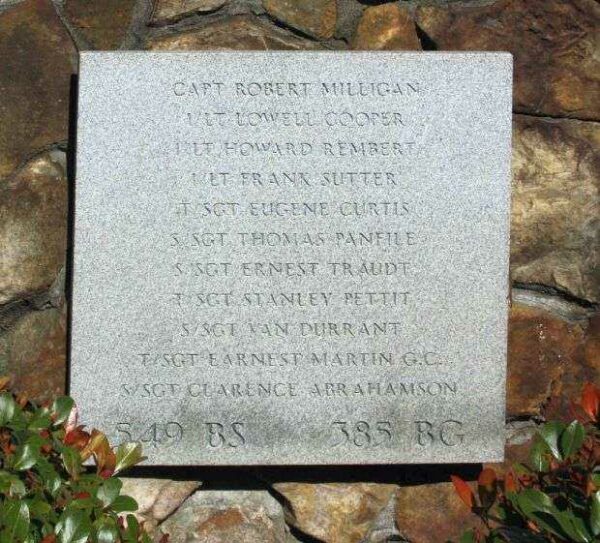 CAPT ROBERT MILLIGAN
1/LT LOWELL COOPER
1/LT HOWARD REMBERT
1/LT FRANK SUTTER
T/SGT EUGENE CURTIS
S/SGT THOMAS PANFILE
S/SGT ERNEST TRAUDT
T/SGT STANLEY PETTIT
S/SGT VAN DURRANT
T/SGT EARNEST MARTIN G.C.
S/SGT CLARENCE ABRAHAMSON
549 BS 385 BG